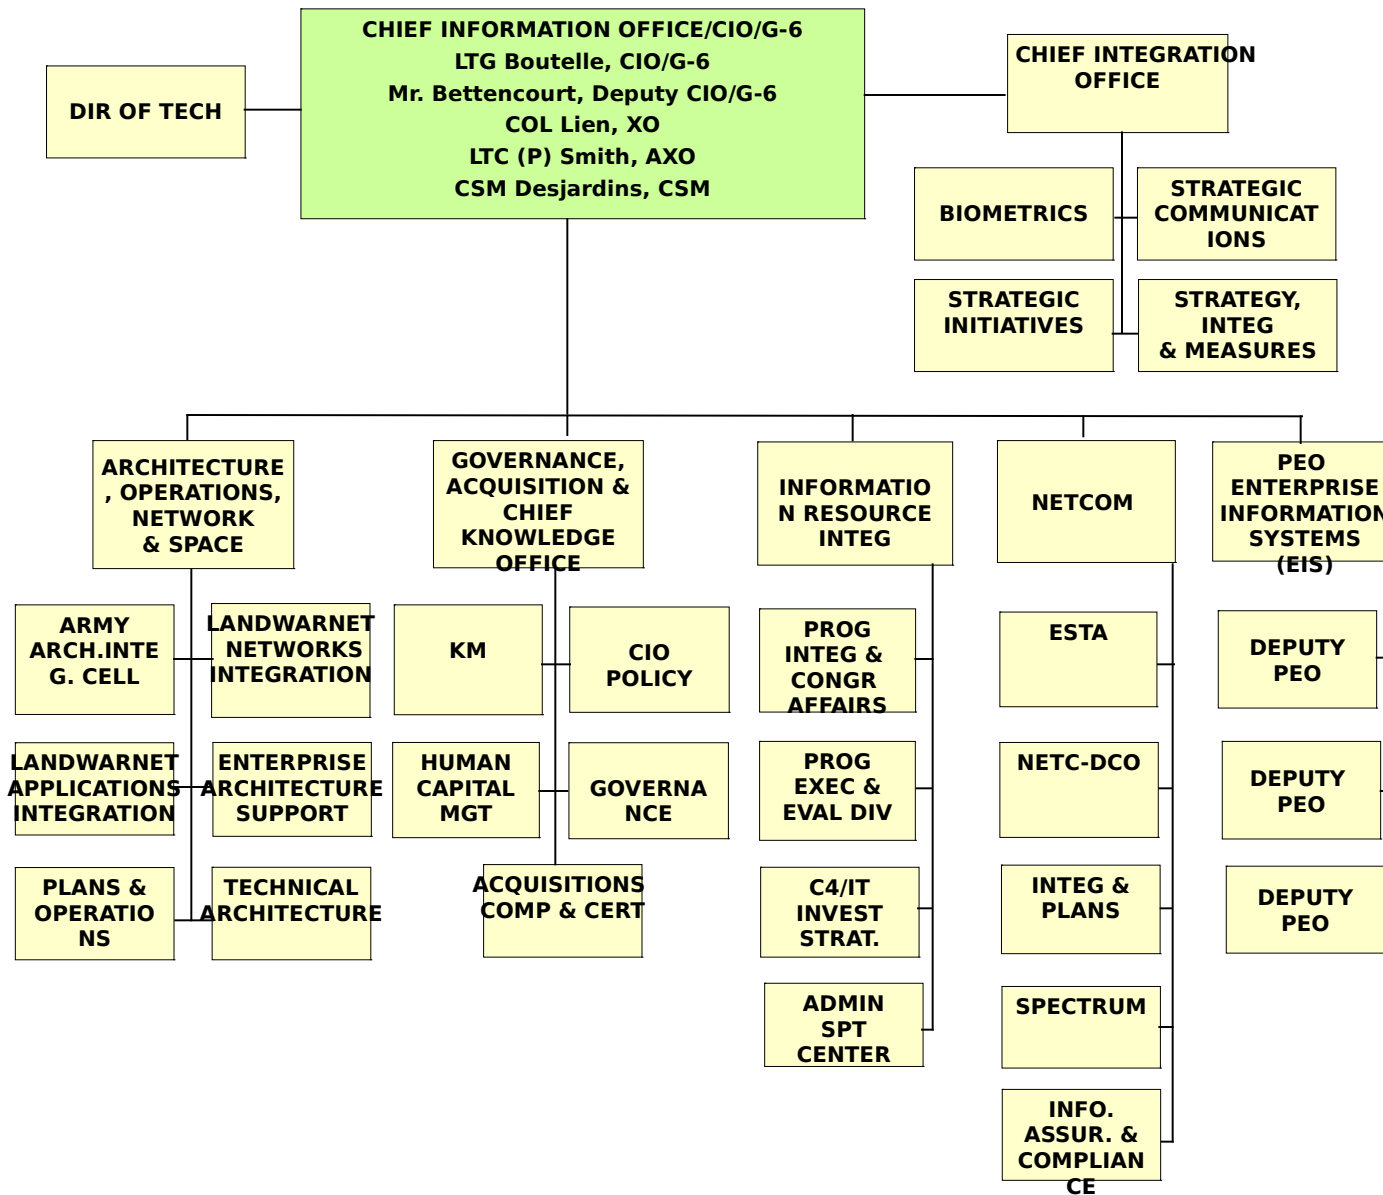 CHIEF INFORMATION OFFICE/CIO/G-6
LTG Boutelle, CIO/G-6
Mr. Bettencourt, Deputy CIO/G-6
COL Lien, XO
LTC (P) Smith, AXO
CSM Desjardins, CSM
DIR OF TECH
CHIEF INTEGRATION
OFFICE
BIOMETRICS
STRATEGIC
COMMUNICAT
IONS
STRATEGIC
INITIATIVES
STRATEGY,
INTEG
& MEASURES
ARCHITECTURE
, OPERATIONS,
NETWORK
& SPACE
GOVERNANCE,
ACQUISITION &
CHIEF
KNOWLEDGE
OFFICE
INFORMATIO
N RESOURCE
INTEG
NETCOM
PEO
ENTERPRISE
INFORMATION
SYSTEMS
(EIS)
ARMY
ARCH.INTE
G. CELL
LANDWARNET
NETWORKS
INTEGRATION
LANDWARNET
APPLICATIONS
INTEGRATION
ENTERPRISE
ARCHITECTURE
SUPPORT
PLANS &
OPERATIO
NS
TECHNICAL
ARCHITECTURE
KM
CIO
POLICY
HUMAN
CAPITAL
MGT
GOVERNA
NCE
ACQUISITIONS
COMP & CERT
PROG
INTEG &
CONGR
AFFAIRS
PROG
EXEC &
EVAL DIV
C4/IT
INVEST
STRAT.
ADMIN
SPT
CENTER
ESTA
NETC-DCO
INTEG &
PLANS
SPECTRUM
INFO.
ASSUR. &
COMPLIAN
CE
DEPUTY
PEO
DEPUTY
PEO
DEPUTY
PEO